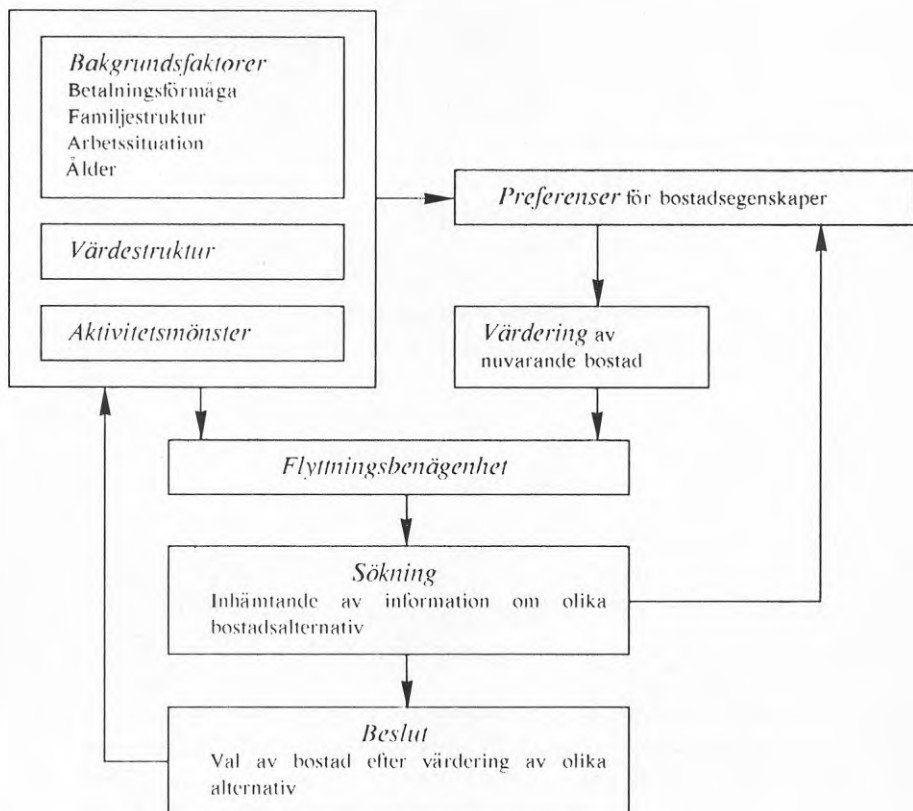 Bakgrundsfaktorer
Betalningsförmåga
Familjestruktur
Arbetssituation
Ålder
Värdestruktur
Aktivitetsmönster
Preferenser för bostadsegenskaper
Värdering av
nuvarande bostad
Flyttningsbenägenhet
Sökning
Inhämtande av information om olika
bostadsalternativ
Beslut
Val av bostad efter värdering av olika
alternativ